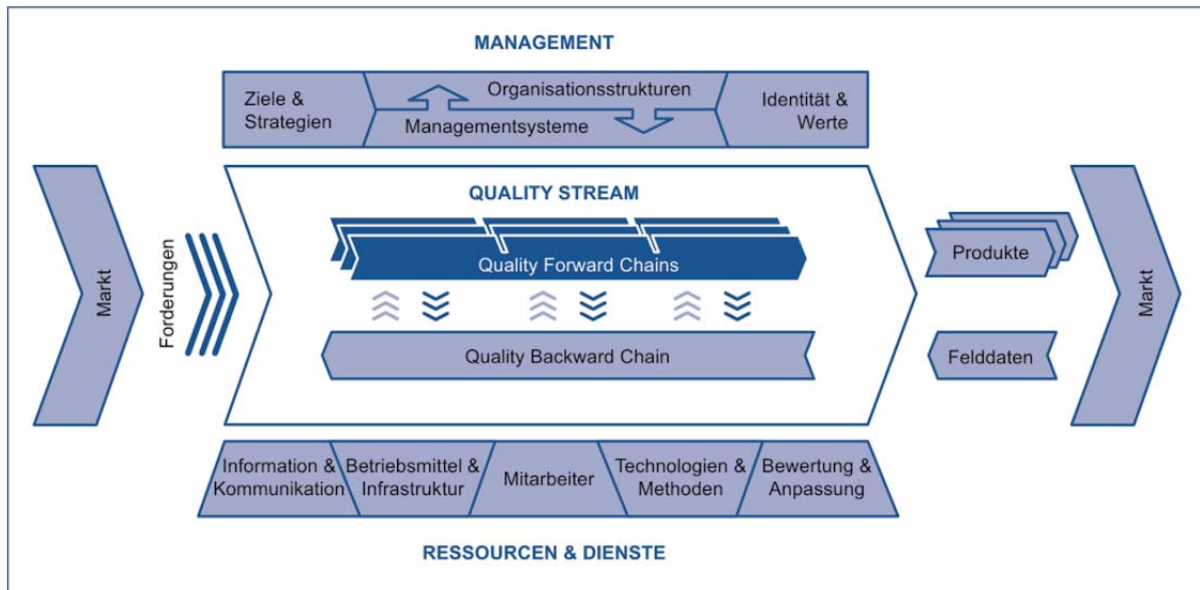 MANAGEMENT
Ziele &
Strategien
Organisationsstrukturen
Managementsysteme
Identität &
Werte
Markt
Forderungen
QUALITY STREAM
Quality Forward Chains
Quality Backward Chain
Produkte
Felddaten
Markt
Information &
Kommunikation
Betriebsmittel &
Infrastruktur
Mitarbeiter
Technologien &
Methoden
Bewertung &
Anpassung
RESSOURCEN & DIENSTE